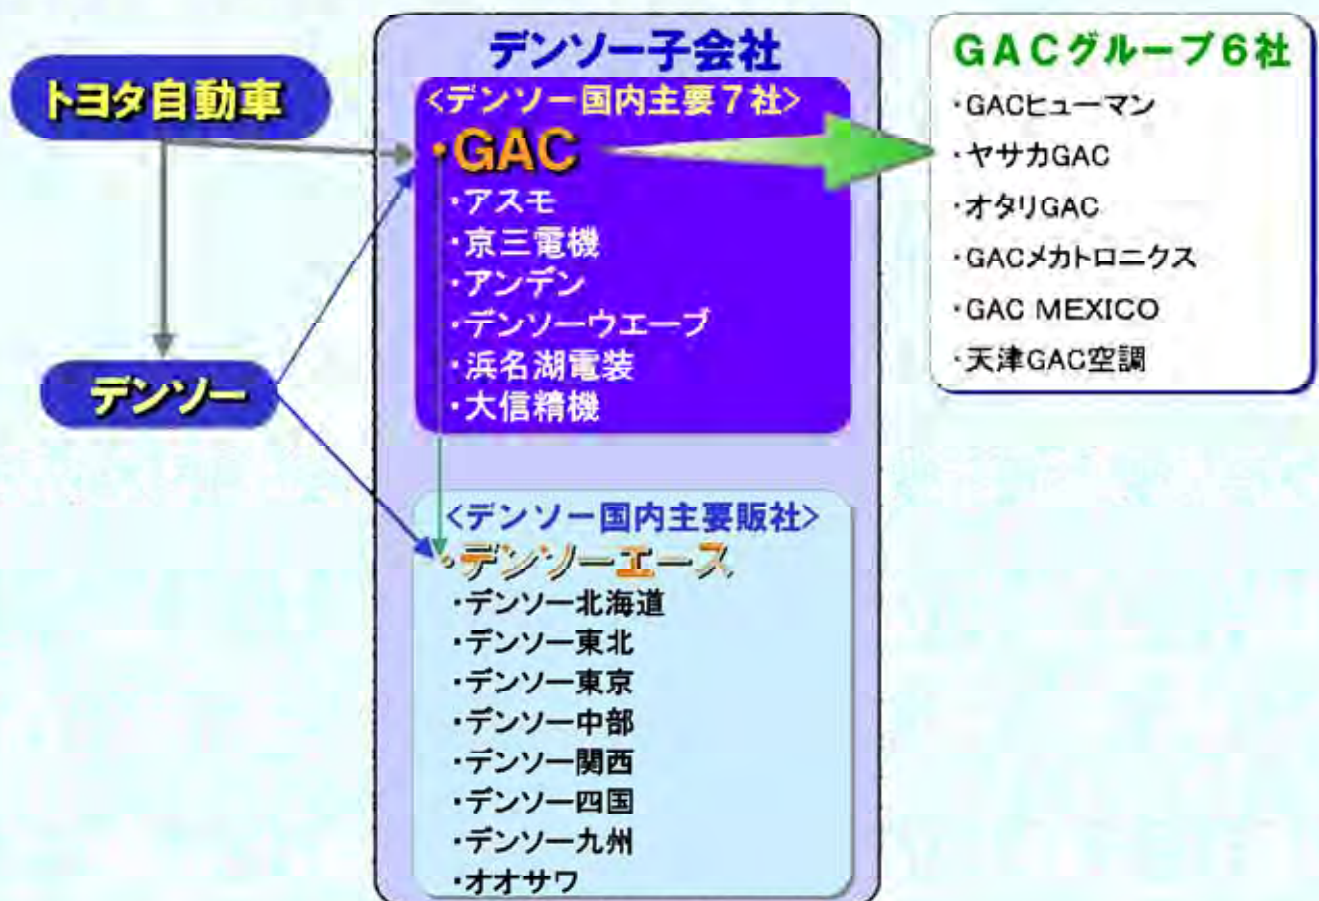 トヨタ自動車
デンソー
デンソー子会社
<デンソー国内主要7社>
・GAC
・アスモ
・京三電機
・アンデン
・デンソーウエーブ
・浜名湖電装
・大信精機
<デンソー国内主要販社>
・デンソーエース
・デンソー北海道
・デンソー東北
・デンソー東京
・デンソー中部
・デンソー関西
・デンソー四国
・デンソー九州
・オオサワ
GACグループ6社
・GACヒューマン
・ヤサカGAC
・オタリGAC
・GACメカトロニクス
・GAC MEXICO
・天津GAC空調